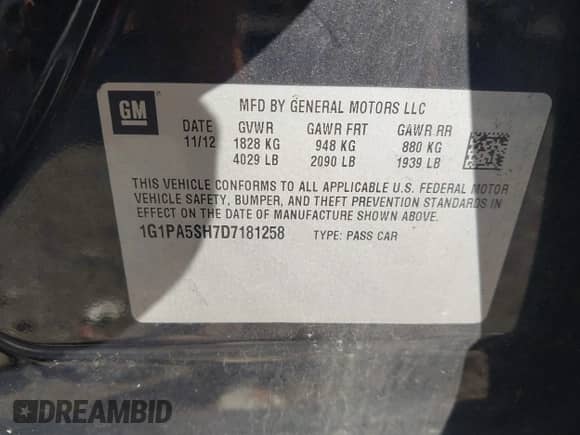 GM
MFD BY GENERAL MOTORS LLC
DATE GVWR GAWR FRT GAWR RR
11/12 1828 KG 948 KG 880 KG
4029 LB 2090 LB 1939 LB
THIS VEHICLE CONFORMS TO ALL APPLICABLE U.S. FEDERAL MOTOR
VEHICLE SAFETY, BUMPER, AND THEFT PREVENTION STANDARDS IN
EFFECT ON THE DATE OF MANUFACTURE SHOWN ABOVE.
1G1PA5SH7D7181258 TYPE: PASS CAR
DREAMBID